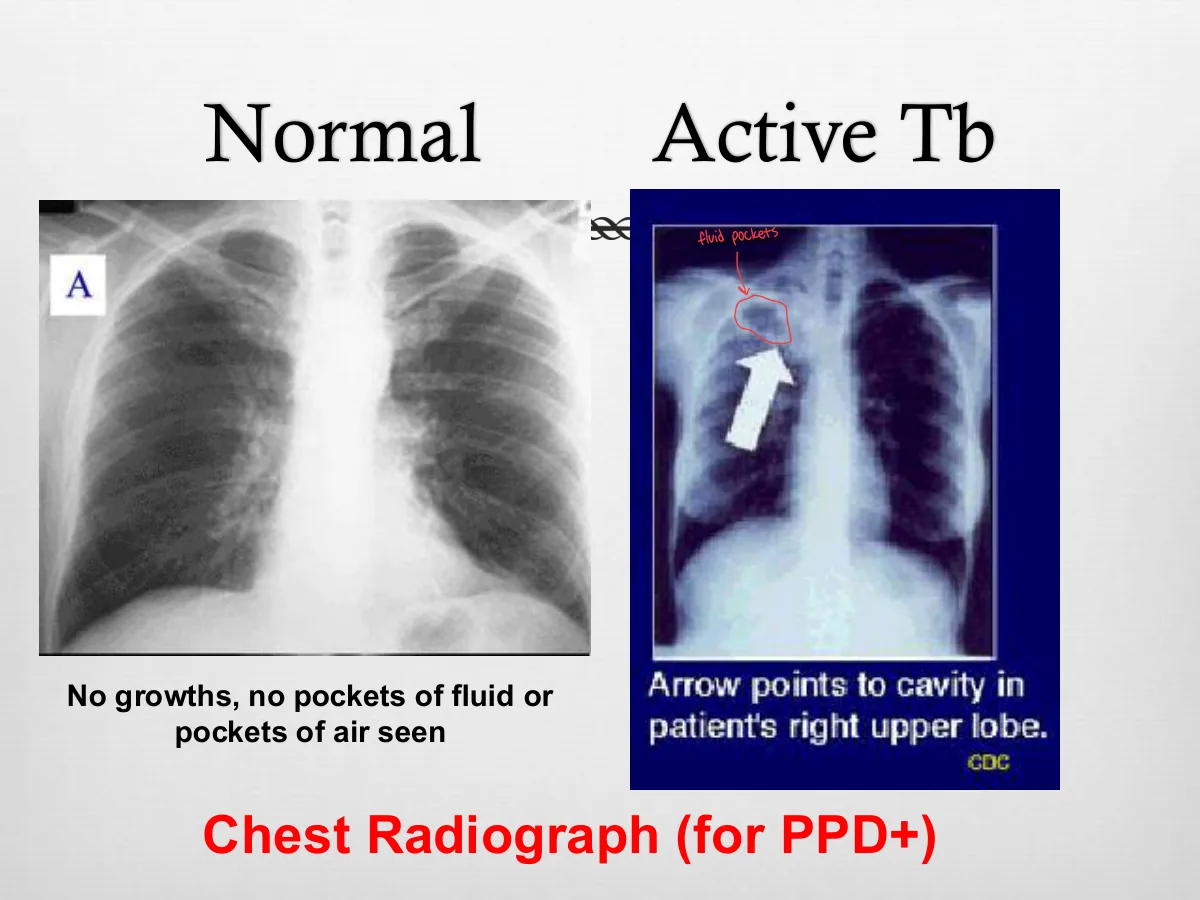 Normal
Active Tb
A
fluid pockets
No growths, no pockets of fluid or
pockets of air seen
Arrow points to cavity in
patient's right upper lobe.
CDC
Chest Radiograph (for PPD+)